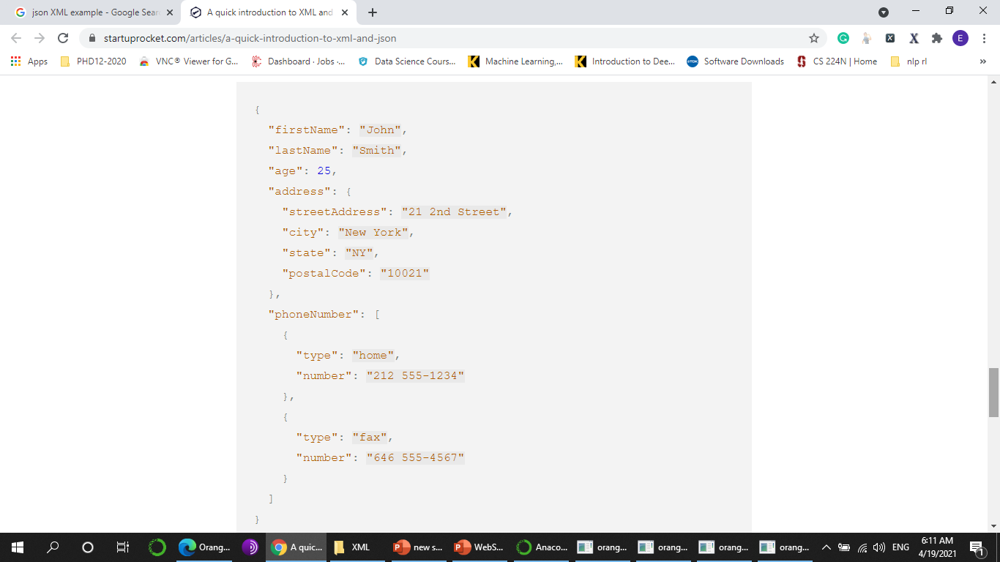 json XML example - Google Sear
A quick introduction to XML and
startuprocket.com/articles/a-quick-introduction-to-xml-and-json
E
Apps
PHD12-2020
VNC® Viewer for G...
Dashboard · Jobs ·...
Data Science Cours...
Machine Learning,...
Introduction to Dee...
Software Downloads
CS 224N | Home
nlp rl
»
{
"firstName": "John",
"lastName": "Smith",
"age": 25,
"address": {
"streetAddress": "21 2nd Street",
"city": "New York",
"state": "NY",
"postalCode": "10021"
},
"phoneNumber": [
{
"type": "home",
"number": "212 555-1234"
},
{
"type": "fax",
"number": "646 555-4567"
}
]
}
Orang...
A quic...
XML
new s...
WebS...
Anaco...
orang...
orang...
orang...
orang...
ENG
6:11 AM
4/19/2021
1